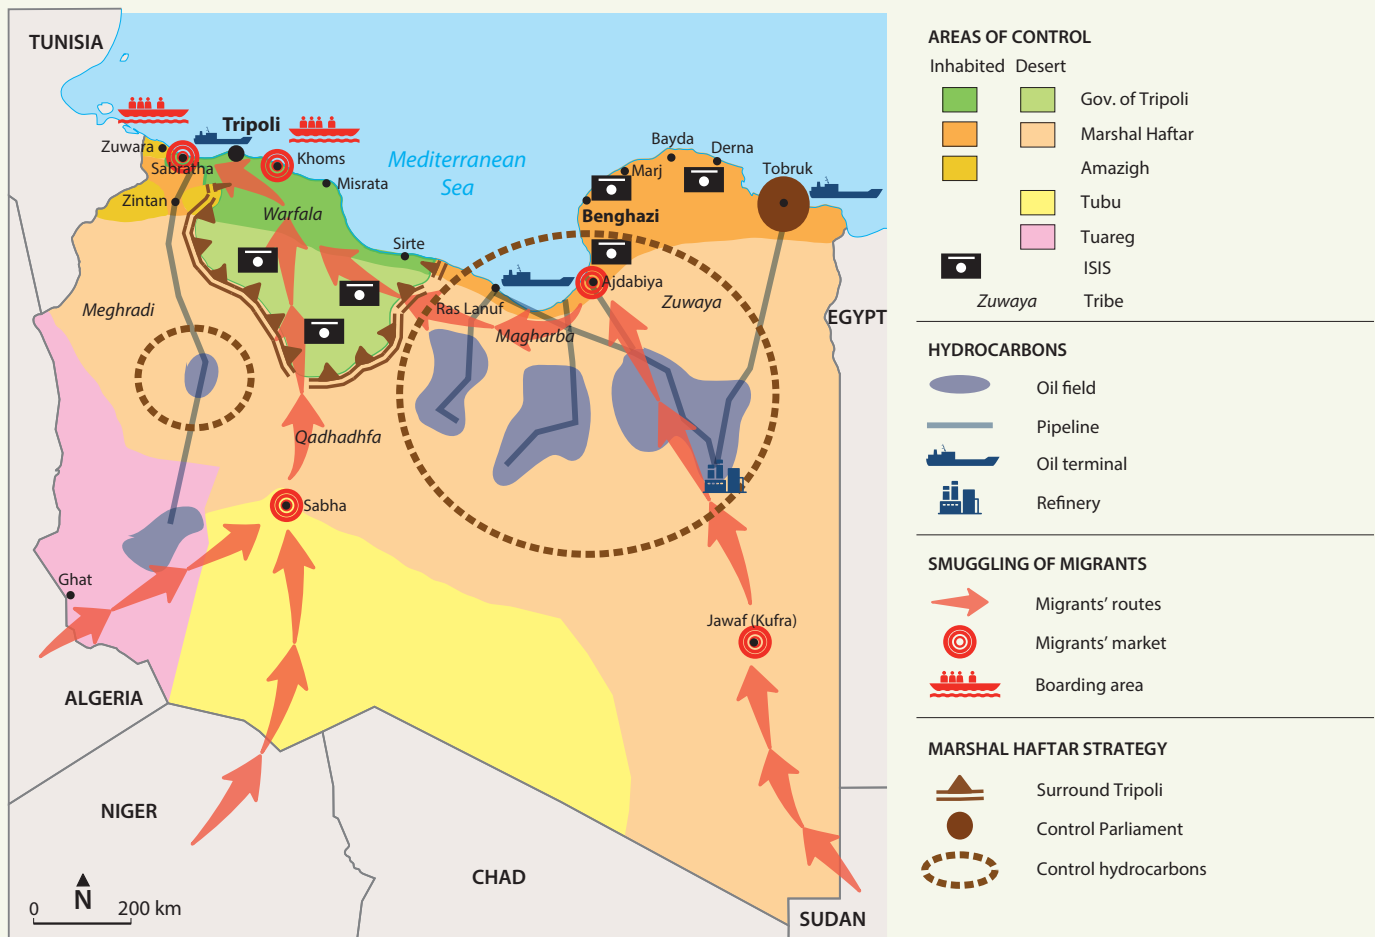 TUNISIA
Tripoli
Zuwara
Sabratha
Khoms
Misrata
Zintan
Warfala
Mediterranean
Sea
Sirte
Bayda
Derna
Marj
Tobruk
Benghazi
Ajdabiya
Ras Lanuf
Zuwaya
Magharba
Meghradi
EGYPT
Qadhadhfa
Sabha
Ghat
Jawaf (Kufra)
ALGERIA
NIGER
CHAD
SUDAN
N
0 200 km
AREAS OF CONTROL
Inhabited Desert
Gov. of Tripoli
Marshal Haftar
Amazigh
Tubu
Tuareg
ISIS
Zuwaya Tribe
HYDROCARBONS
Oil field
Pipeline
Oil terminal
Refinery
SMUGGLING OF MIGRANTS
Migrants' routes
Migrants' market
Boarding area
MARSHAL HAFTAR STRATEGY
Surround Tripoli
Control Parliament
Control hydrocarbons